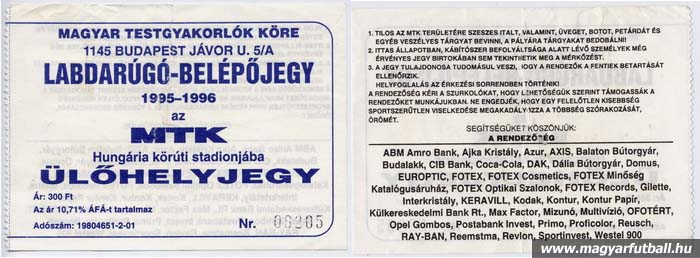 MAGYAR TESTGYAKORLÓK KÖRE
1145 BUDAPEST JÁVOR U. 5/A
LABDARÚGÓ-BELÉPŐJEGY
1995–1996
az
MTK
Hungária körúti stadionjába
ÜLŐHELYJEGY
Ár: 300 Ft
Az ár 10,71% ÁFÁ-t tartalmaz
Adószám: 19804651-2-01
Nr. 09205
1. TILOS AZ MTK TERÜLETÉRE SZESZES ITALT, VALAMINT, ÜVEGET, BOTOT, PETÁRDÁT ÉS
EGYÉB VESZÉLYES TÁRGYAT BEVINNI, A PÁLYÁRA TÁRGYAKAT BEDOBÁLNI!
2. ITTAS ÁLLAPOTBAN, KÁBÍTÓSZER BEFOLYÁLTSÁGA ALATT LÉVŐ SZEMÉLYEK MÉG
ÉRVÉNYES JEGY BIRTOKÁBAN SEM TEKINTHETIK MEG A MÉRKŐZÉST.
3. A JEGY TULAJDONOSA TUDOMÁSUL VESZI, HOGY A RENDEZŐK A FENTIEK BETARTÁSÁT
ELLENŐRZIK.
HELYFOGLALÁS AZ ÉRKEZÉSI SORRENDBEN TÖRTÉNIK!
A RENDEZŐSÉG KÉRI A SZURKOLÓKAT, HOGY LEHETŐSÉGÜK SZERINT TÁMOGASSÁK A
RENDEZŐKET MUNKÁJUKBAN. NE ENGEDJÉK, HOGY EGY FELELŐTLEN KISEBBSÉG
SPORTSZERŰTLEN VISELKEDÉSE MEGAKADÁLYOZZA A TÖBBSÉG SZÓRAKOZÁSÁT,
ÖRÖMÉT.
SEGÍTSÉGÜKET KÖSZÖNJÜK:
A RENDEZŐSÉG
ABM Amro Bank, Ajka Kristály, Azur, AXIS, Balaton Bútorgyár,
Budalakk, CIB Bank, Coca-Cola, DAK, Dália Bútorgyár, Domus,
EUROPTIC, FOTEX, FOTEX Cosmetics, FOTEX Minőség
Katalógusáruház, FOTEX Optikai Szalonok, FOTEX Records, Gilette,
Interkristály, KERAVILL, Kodak, Kontur, Kontur Papír,
Külkereskedelmi Bank Rt., Max Factor, Mizunó, Multivízió, OFOTÉRT,
Opel Gombos, Postabank Invest, Primo, Proficolor, Reusch,
RAY-BAN, Reemstma, Revlon, Sportinvest, Westel 900
www.magyarfutball.hu